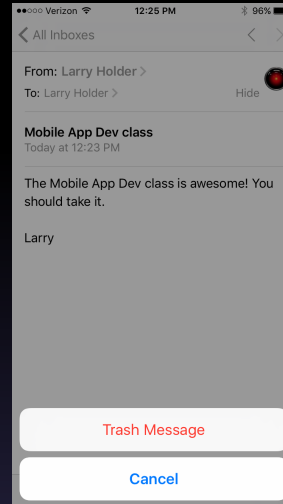 Verizon 12:25 PM 96%
All Inboxes
From: Larry Holder
To: Larry Holder Hide
Mobile App Dev class
Today at 12:23 PM
The Mobile App Dev class is awesome! You
should take it.
Larry
Trash Message
Cancel